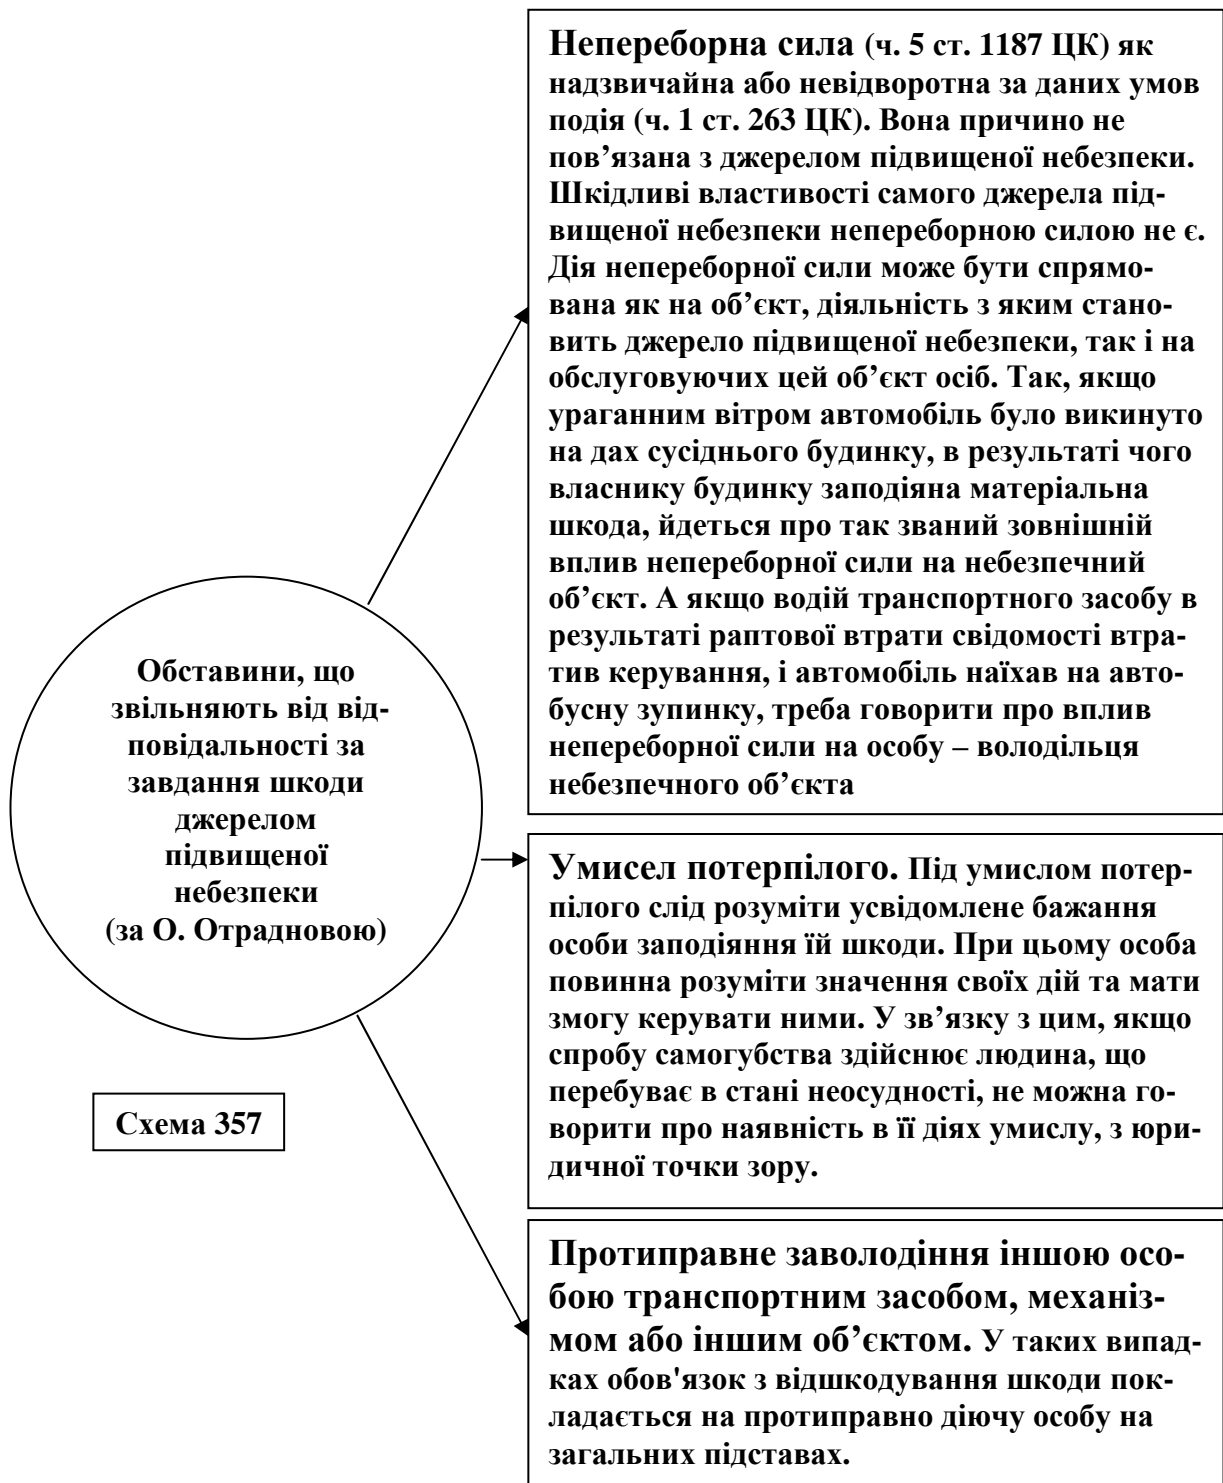 Непереборна сила (ч. 5 ст. 1187 ЦК) як
надзвичайна або невідворотна за даних умов
подія (ч. 1 ст. 263 ЦК). Вона причино не
пов’язана з джерелом підвищеної небезпеки.
Шкідливі властивості самого джерела під-
вищеної небезпеки непереборною силою не є.
Дія непереборної сили може бути спрямо-
вана як на об’єкт, діяльність з яким стано-
вить джерело підвищеної небезпеки, так і на
обслуговуючих цей об’єкт осіб. Так, якщо
ураганним вітром автомобіль було викинуто
на дах сусіднього будинку, в результаті чого
власнику будинку заподіяна матеріальна
шкода, йдеться про так званий зовнішній
вплив непереборної сили на небезпечний
об’єкт. А якщо водій транспортного засобу в
результаті раптової втрати свідомості втра-
тив керування, і автомобіль наїхав на авто-
бусну зупинку, треба говорити про вплив
непереборної сили на особу – володільця
небезпечного об’єкта
Обставини, що
звільняють від від-
повідальності за
завдання шкоди
джерелом
підвищеної
небезпеки
(за О. Отрадновою)
Умисел потерпілого. Під умислом потер-
пілого слід розуміти усвідомлене бажання
особи заподіяння їй шкоди. При цьому особа
повинна розуміти значення своїх дій та мати
змогу керувати ними. У зв’язку з цим, якщо
спробу самогубства здійснює людина, що
перебуває в стані неосудності, не можна го-
ворити про наявність в її діях умислу, з юри-
дичної точки зору.
Схема 357
Протиправне заволодіння іншою осо-
бою транспортним засобом, механіз-
мом або іншим об’єктом. У таких випад-
ках обов'язок з відшкодування шкоди пок-
ладається на протиправно діючу особу на
загальних підставах.